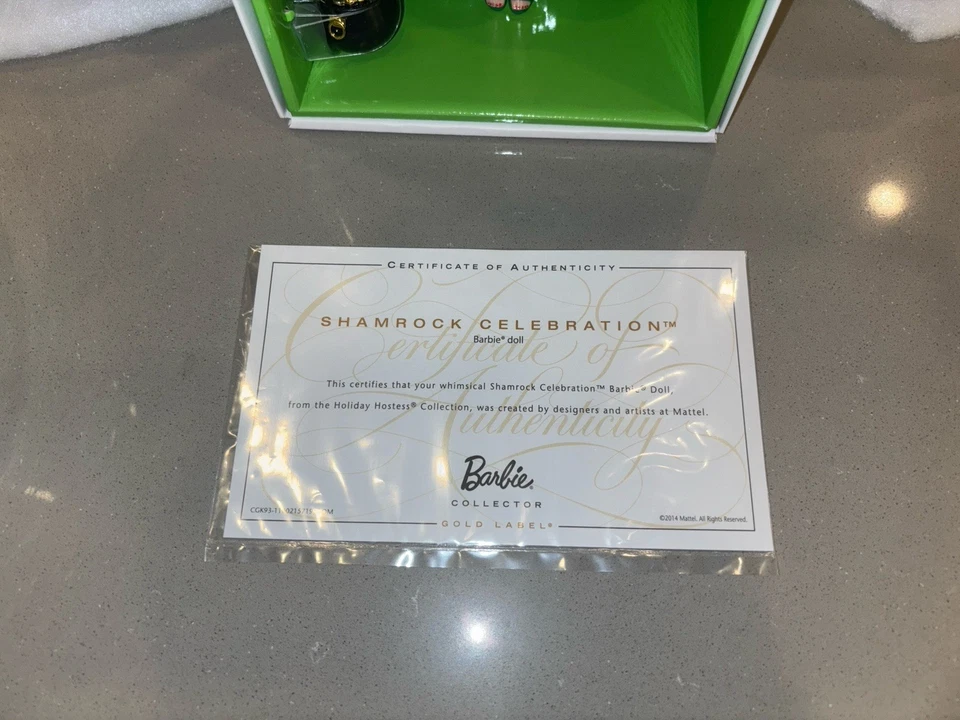 CERTIFICATE OF AUTHENTICITY
SHAMROCK CELEBRATION™
Barbie® doll
Certificate of
Authenticity
This certifies that your whimsical Shamrock Celebration™ Barbie® Doll,
from the Holiday Hostess® Collection, was created by designers and artists at Mattel.
Barbie
COLLECTOR
GOLD LABEL®
©2014 Mattel. All Rights Reserved.